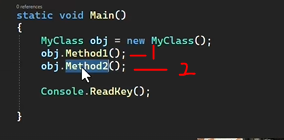 0 references
static void Main()
{
MyClass obj = new MyClass();
obj.Method1(); 1
obj.Method2(); 2
Console.ReadKey();
}